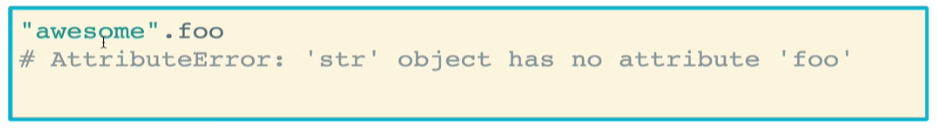 "awesome".foo
# AttributeError: 'str' object has no attribute 'foo'